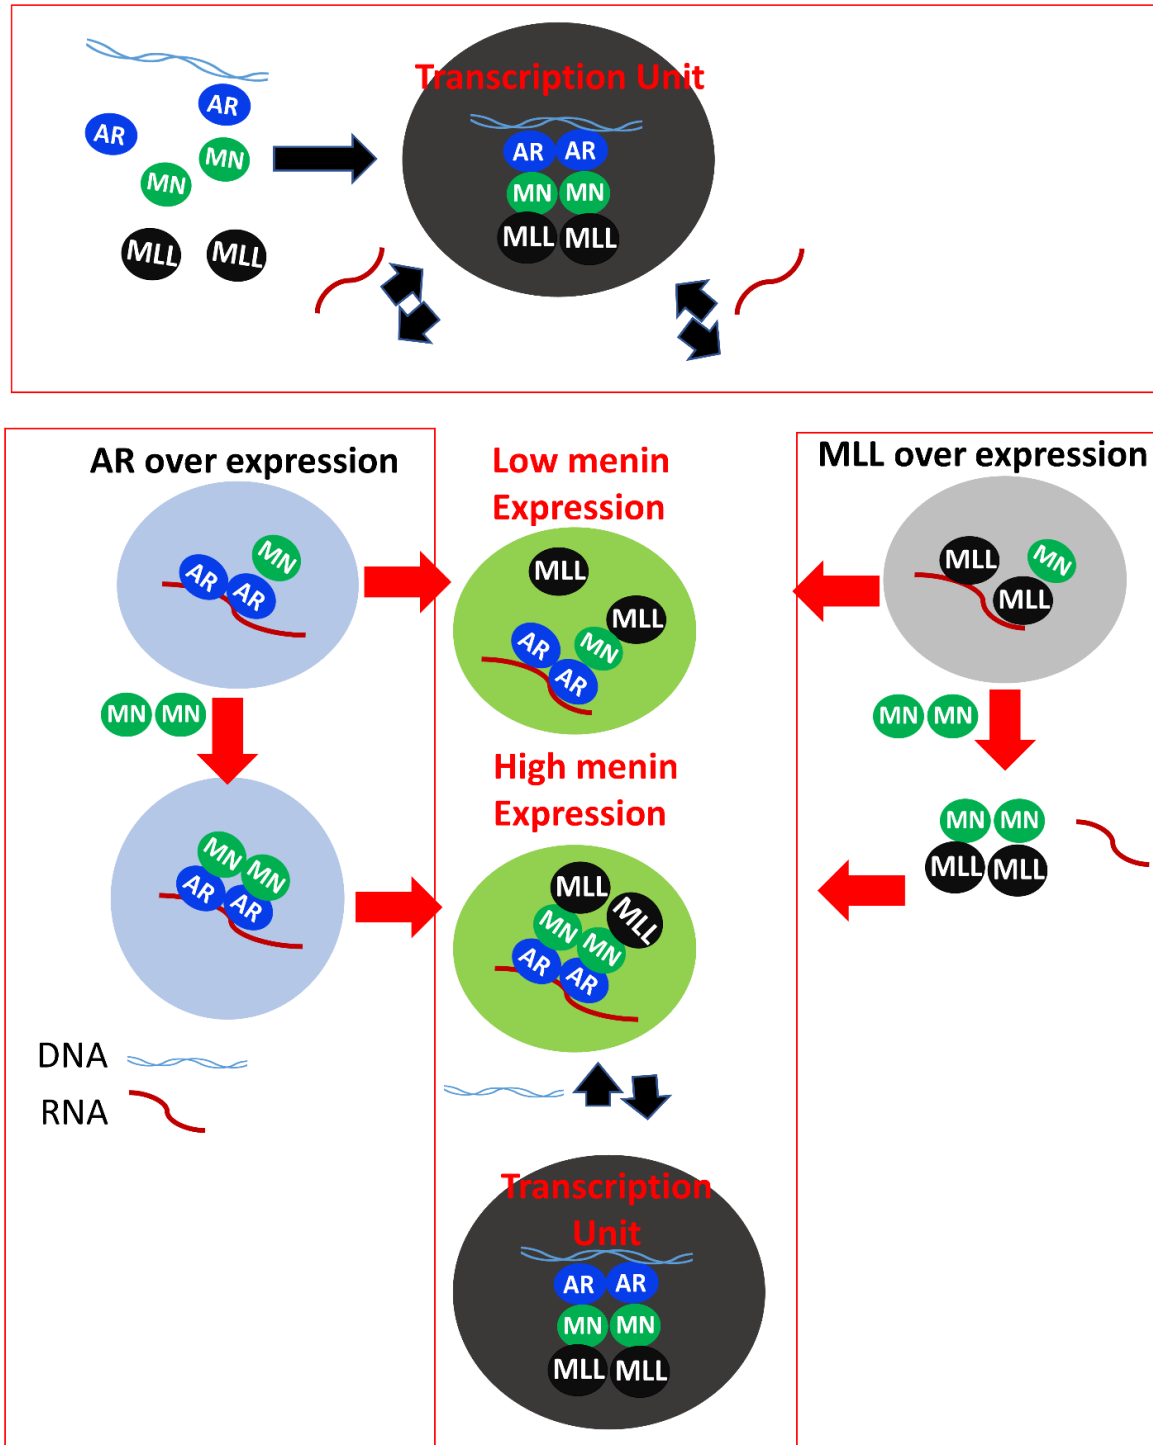 Transcription Unit
AR
AR
MN
MN
MLL
MLL
AR AR
MN MN
MLL MLL
AR over expression
MN
AR
AR
MN MN
MN
MN
AR
AR
DNA
RNA
Low menin
Expression
MLL
MLL
AR
MN
AR
High menin
Expression
MLL
MLL
MN
MN
AR
AR
Transcription
Unit
AR AR
MN MN
MLL MLL
MLL over expression
MLL
MN
MLL
MN MN
MN MN
MLL MLL